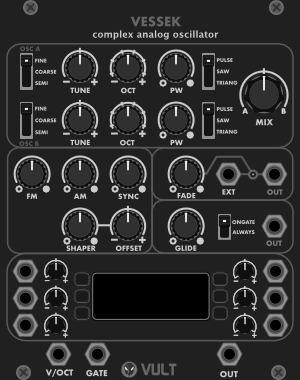 VESSEK
complex analog oscillator
OSC A
FINE
COARSE
SEMI
TUNE
OCT
PW
PULSE
SAW
TRIANG
A
B
MIX
FINE
COARSE
SEMI
OSC B
TUNE
OCT
PW
PULSE
SAW
TRIANG
FM
AM
SYNC
FADE
EXT
OUT
SHAPER
OFFSET
GLIDE
ONGATE
ALWAYS
OUT
V/OCT
GATE
VULT
OUT